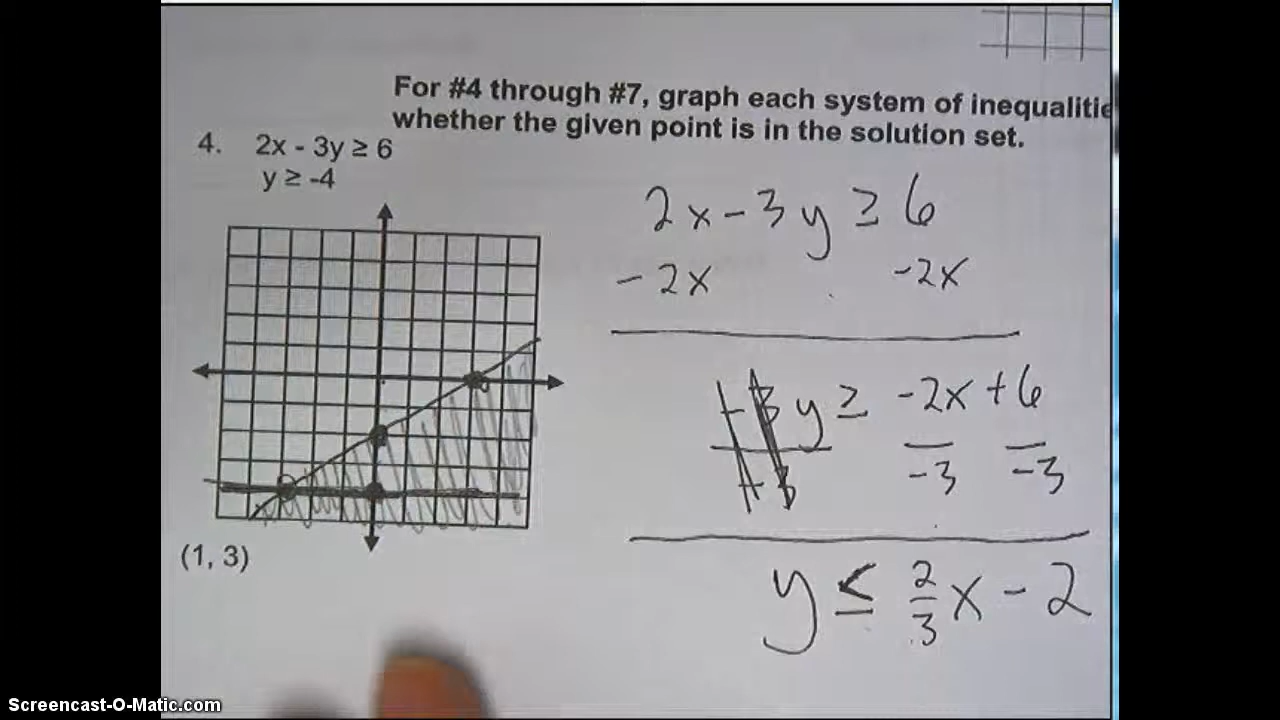 For #4 through #7, graph each system of inequalitie
whether the given point is in the solution set.
4. 2x - 3y ≥ 6
y ≥ -4
(1, 3)
2x - 3y ≥ 6
- 2x - 2x
-3y ≥ -2x + 6
-3 -3 -3
y ≤ 2/3 x - 2
Screencast-O-Matic.com